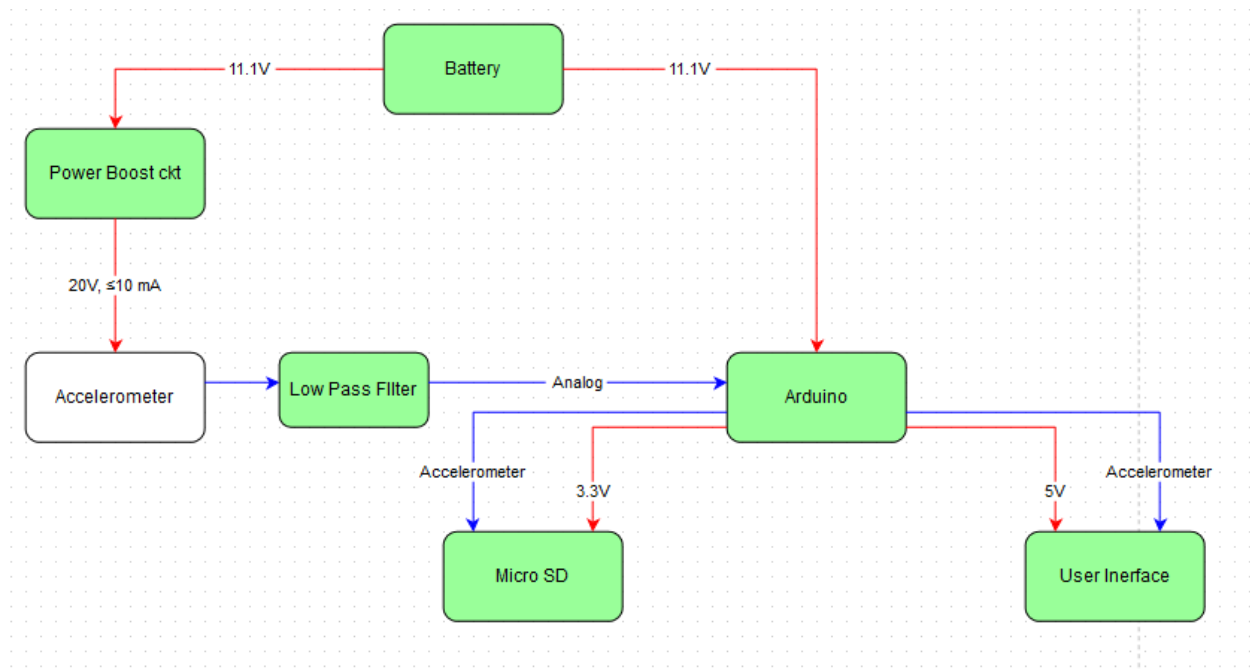 Battery
11.1V
11.1V
Power Boost ckt
20V, ≤10 mA
Accelerometer
Low Pass FIlter
Analog
Arduino
Accelerometer
3.3V
5V
Accelerometer
Micro SD
User Inerface